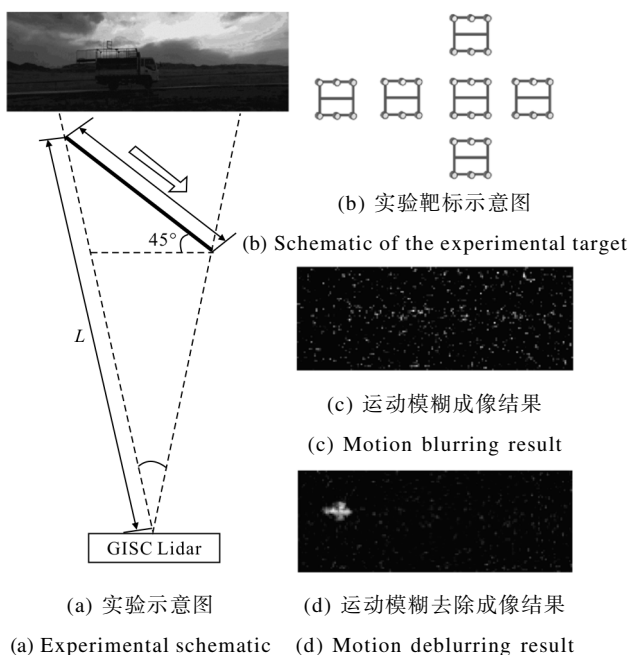 45°
L
GISC Lidar
(a) 实验示意图
(a) Experimental schematic
(b) 实验靶标示意图
(b) Schematic of the experimental target
(c) 运动模糊成像结果
(c) Motion blurring result
(d) 运动模糊去除成像结果
(d) Motion deblurring result